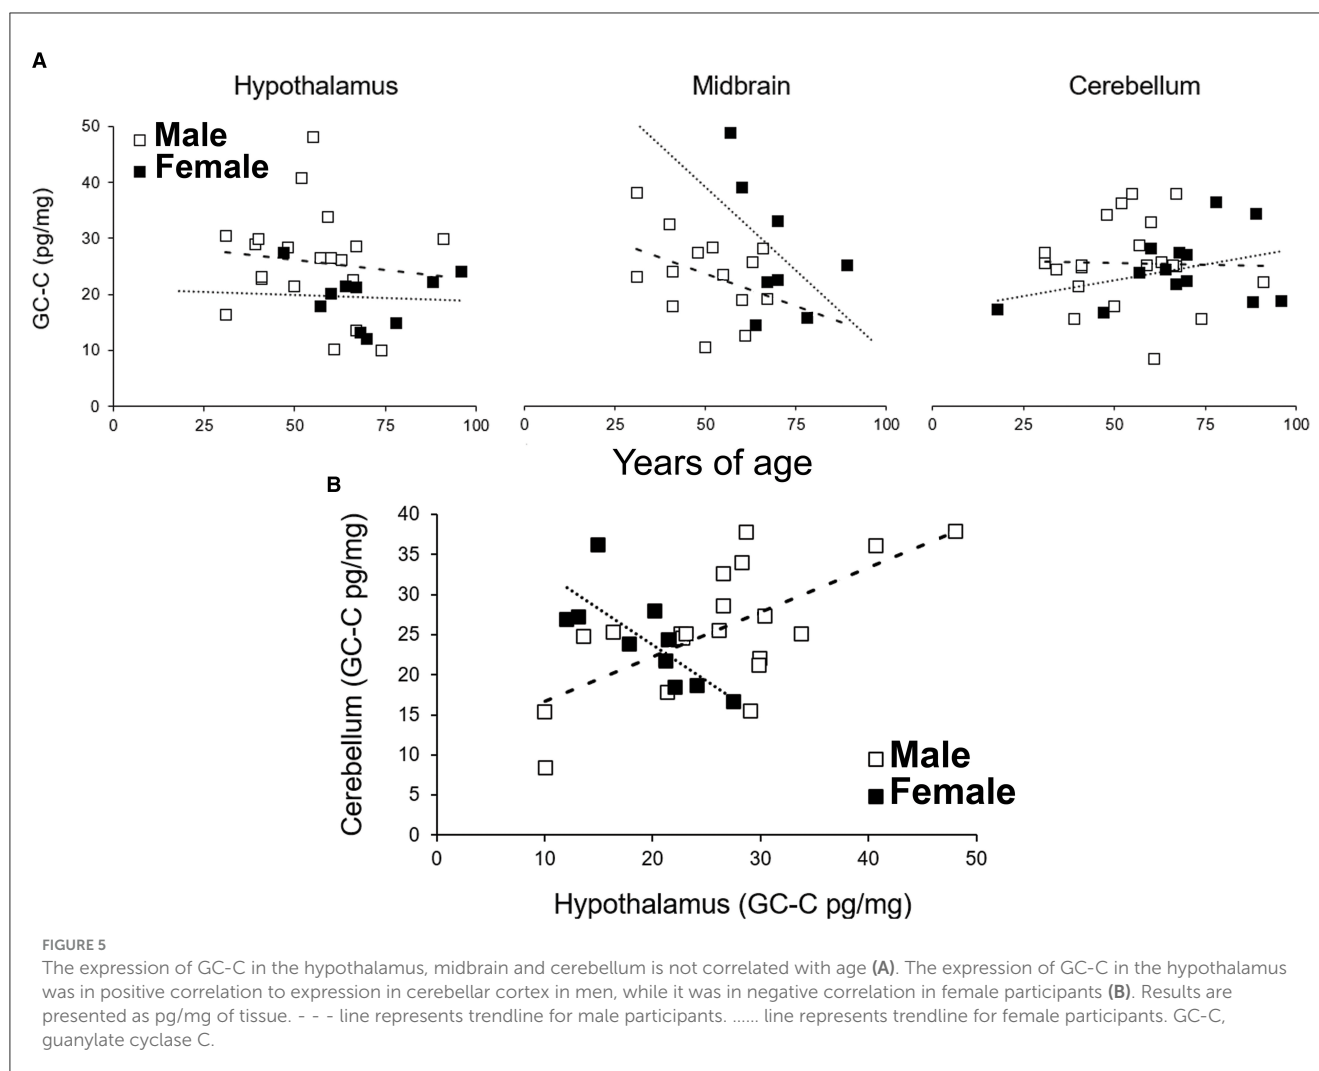 A
Hypothalamus
Midbrain
Cerebellum
GC-C (pg/mg)
50
40
30
20
10
0
Male
Female
0 25 50 75 100
0 25 50 75 100
0 25 50 75 100
Years of age
B
Cerebellum (GC-C pg/mg)
40
35
30
25
20
15
10
5
0
Male
Female
0 10 20 30 40 50
Hypothalamus (GC-C pg/mg)
FIGURE 5
The expression of GC-C in the hypothalamus, midbrain and cerebellum is not correlated with age (A). The expression of GC-C in the hypothalamus
was in positive correlation to expression in cerebellar cortex in men, while it was in negative correlation in female participants (B). Results are
presented as pg/mg of tissue. - - - line represents trendline for male participants. ...... line represents trendline for female participants. GC-C,
guanylate cyclase C.